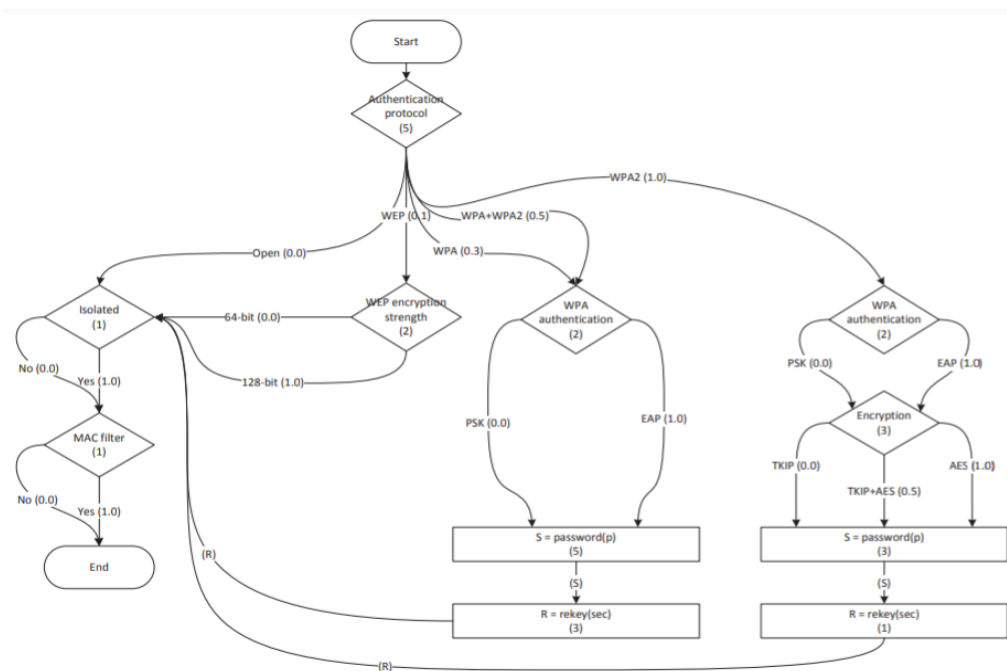 Start
Authentication
protocol
(5)
WPA2 (1.0)
WEP (0.1)
WPA+WPA2 (0.5)
Open (0.0)
WPA (0.3)
Isolated
(1)
64-bit (0.0)
WEP encryption
strength
(2)
WPA
authentication
(2)
WPA
authentication
(2)
No (0.0)
Yes (1.0)
128-bit (1.0)
PSK (0.0)
EAP (1.0)
MAC filter
(1)
PSK (0.0)
EAP (1.0)
Encryption
(3)
TKIP (0.0)
TKIP+AES (0.5)
AES (1.0)
No (0.0)
Yes (1.0)
End
S = password(p)
(5)
S = password(p)
(3)
(R)
(S)
(S)
R = rekey(sec)
(3)
R = rekey(sec)
(1)
(R)